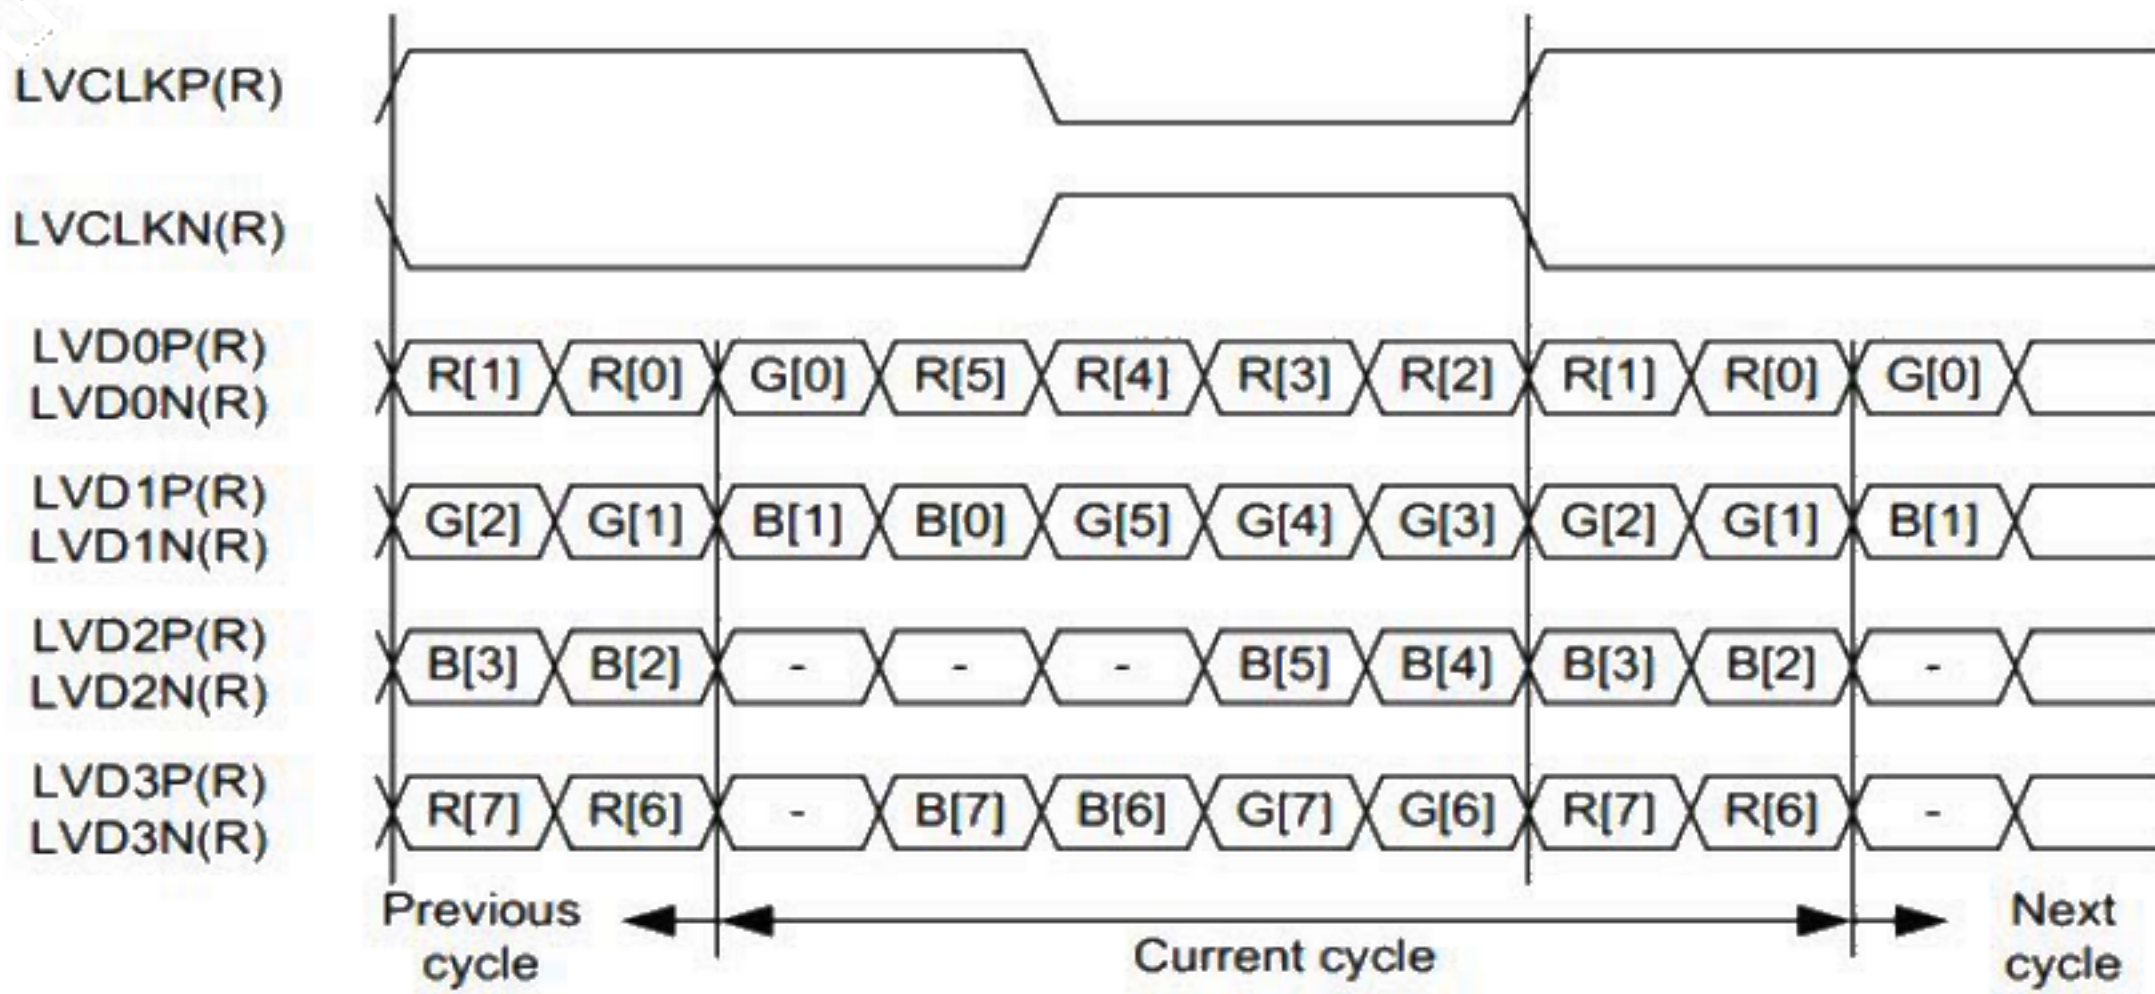 LVCLKP(R)
LVCLKN(R)
LVD0P(R)
LVD0N(R)
R[1] R[0] G[0] R[5] R[4] R[3] R[2] R[1] R[0] G[0]
LVD1P(R)
LVD1N(R)
G[2] G[1] B[1] B[0] G[5] G[4] G[3] G[2] G[1] B[1]
LVD2P(R)
LVD2N(R)
B[3] B[2] - - - B[5] B[4] B[3] B[2] -
LVD3P(R)
LVD3N(R)
R[7] R[6] - B[7] B[6] G[7] G[6] R[7] R[6] -
Previous
cycle
Current cycle
Next
cycle